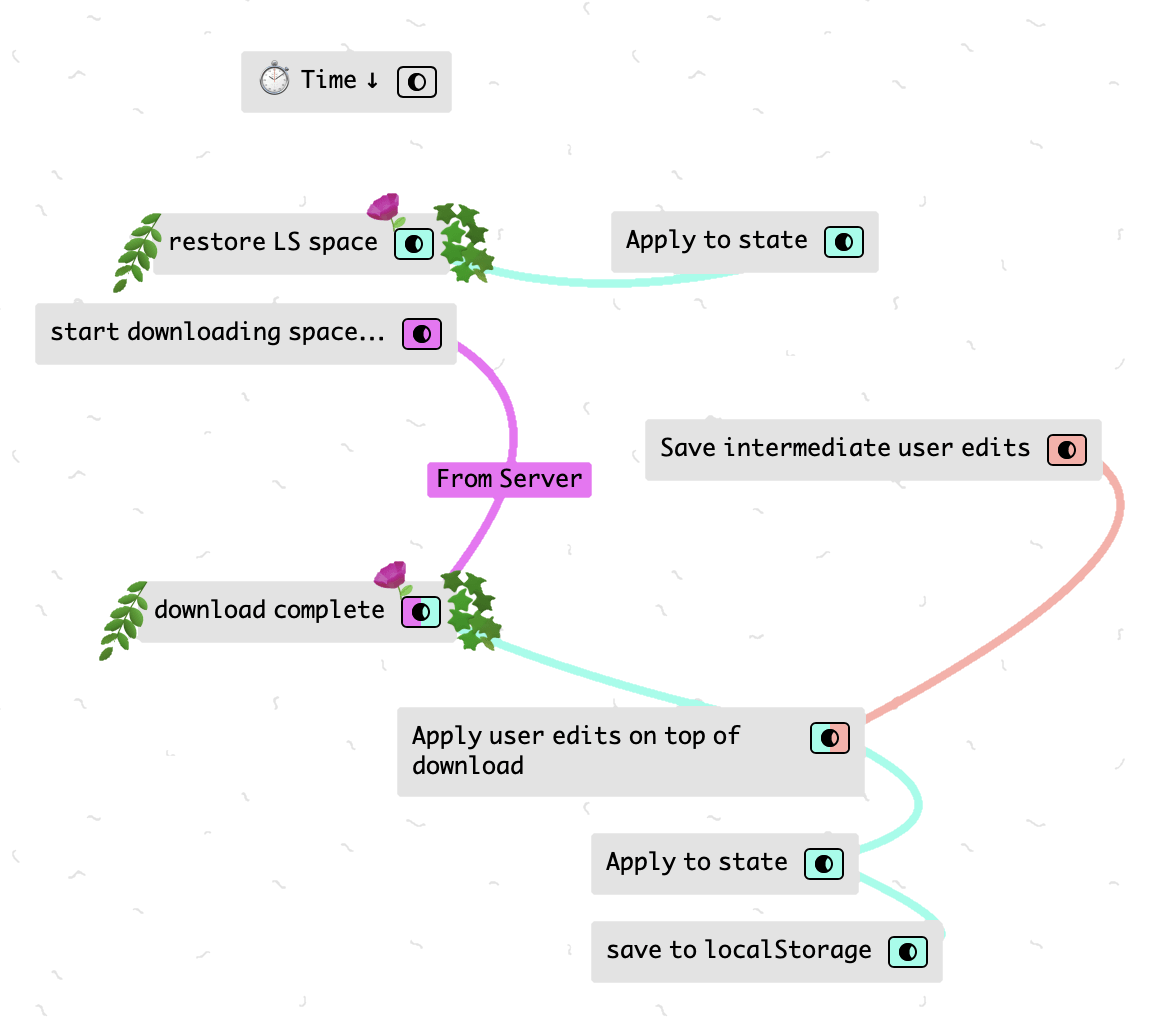 Time ↓
restore LS space
Apply to state
start downloading space...
Save intermediate user edits
From Server
download complete
Apply user edits on top of
download
Apply to state
save to localStorage